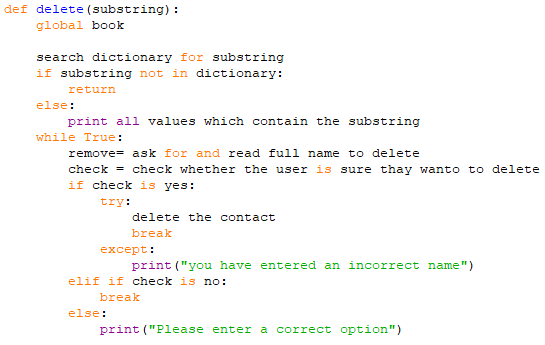 def delete(substring):
    global book

    search dictionary for substring
    if substring not in dictionary:
        return
    else:
        print all values which contain the substring
    while True:
        remove= ask for and read full name to delete
        check = check whether the user is sure thay wanto to delete
        if check is yes:
            try:
                delete the contact
                break
            except:
                print("you have entered an incorrect name")
        elif if check is no:
            break
        else:
            print("Please enter a correct option")